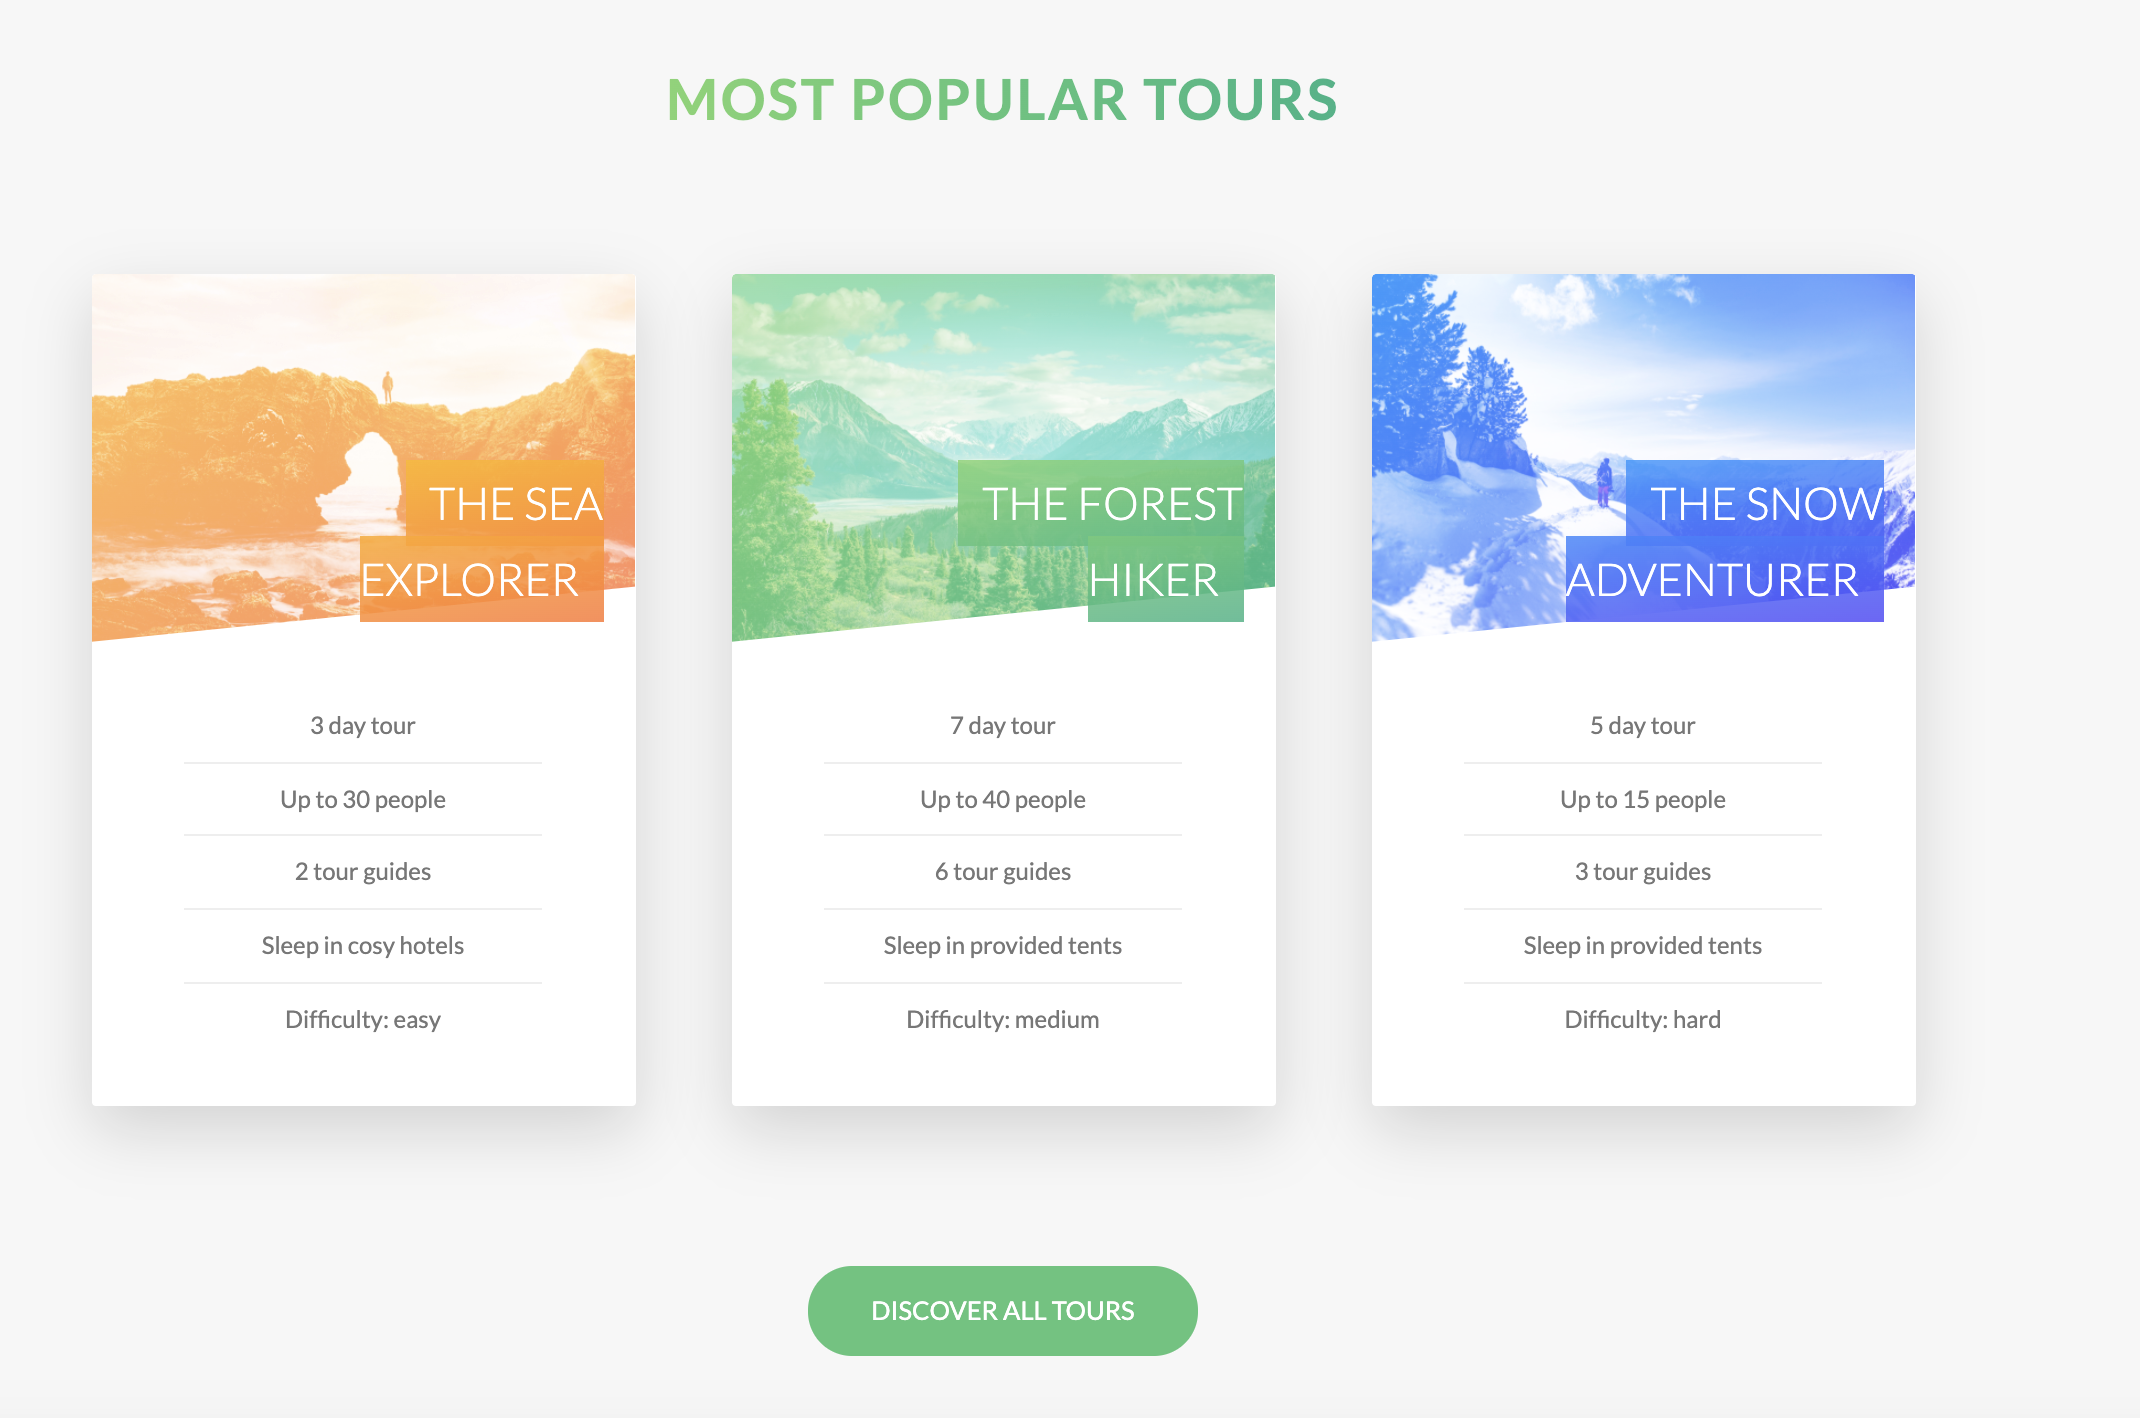 MOST POPULAR TOURS
THE SEA
EXPLORER
3 day tour
Up to 30 people
2 tour guides
Sleep in cosy hotels
Difficulty: easy
THE FOREST
HIKER
7 day tour
Up to 40 people
6 tour guides
Sleep in provided tents
Difficulty: medium
THE SNOW
ADVENTURER
5 day tour
Up to 15 people
3 tour guides
Sleep in provided tents
Difficulty: hard
DISCOVER ALL TOURS